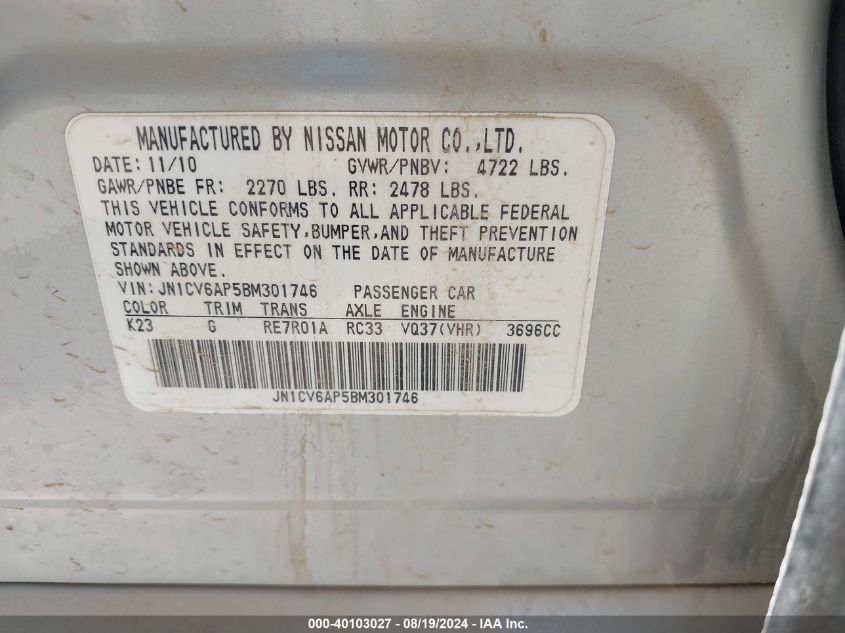 MANUFACTURED BY NISSAN MOTOR CO.,LTD.
DATE: 11/10 GVWR/PNBV: 4722 LBS.
GAWR/PNBE FR: 2270 LBS. RR: 2478 LBS.
THIS VEHICLE CONFORMS TO ALL APPLICABLE FEDERAL
MOTOR VEHICLE SAFETY,BUMPER,AND THEFT PREVENTION
STANDARDS IN EFFECT ON THE DATE OF MANUFACTURE
SHOWN ABOVE.
VIN: JN1CV6AP5BM301746 PASSENGER CAR
COLOR TRIM TRANS AXLE ENGINE
K23 G RE7R01A RC33 VQ37(VHR) 3696CC
JN1CV6AP5BM301746
000-40103027 - 08/19/2024 - IAA Inc.